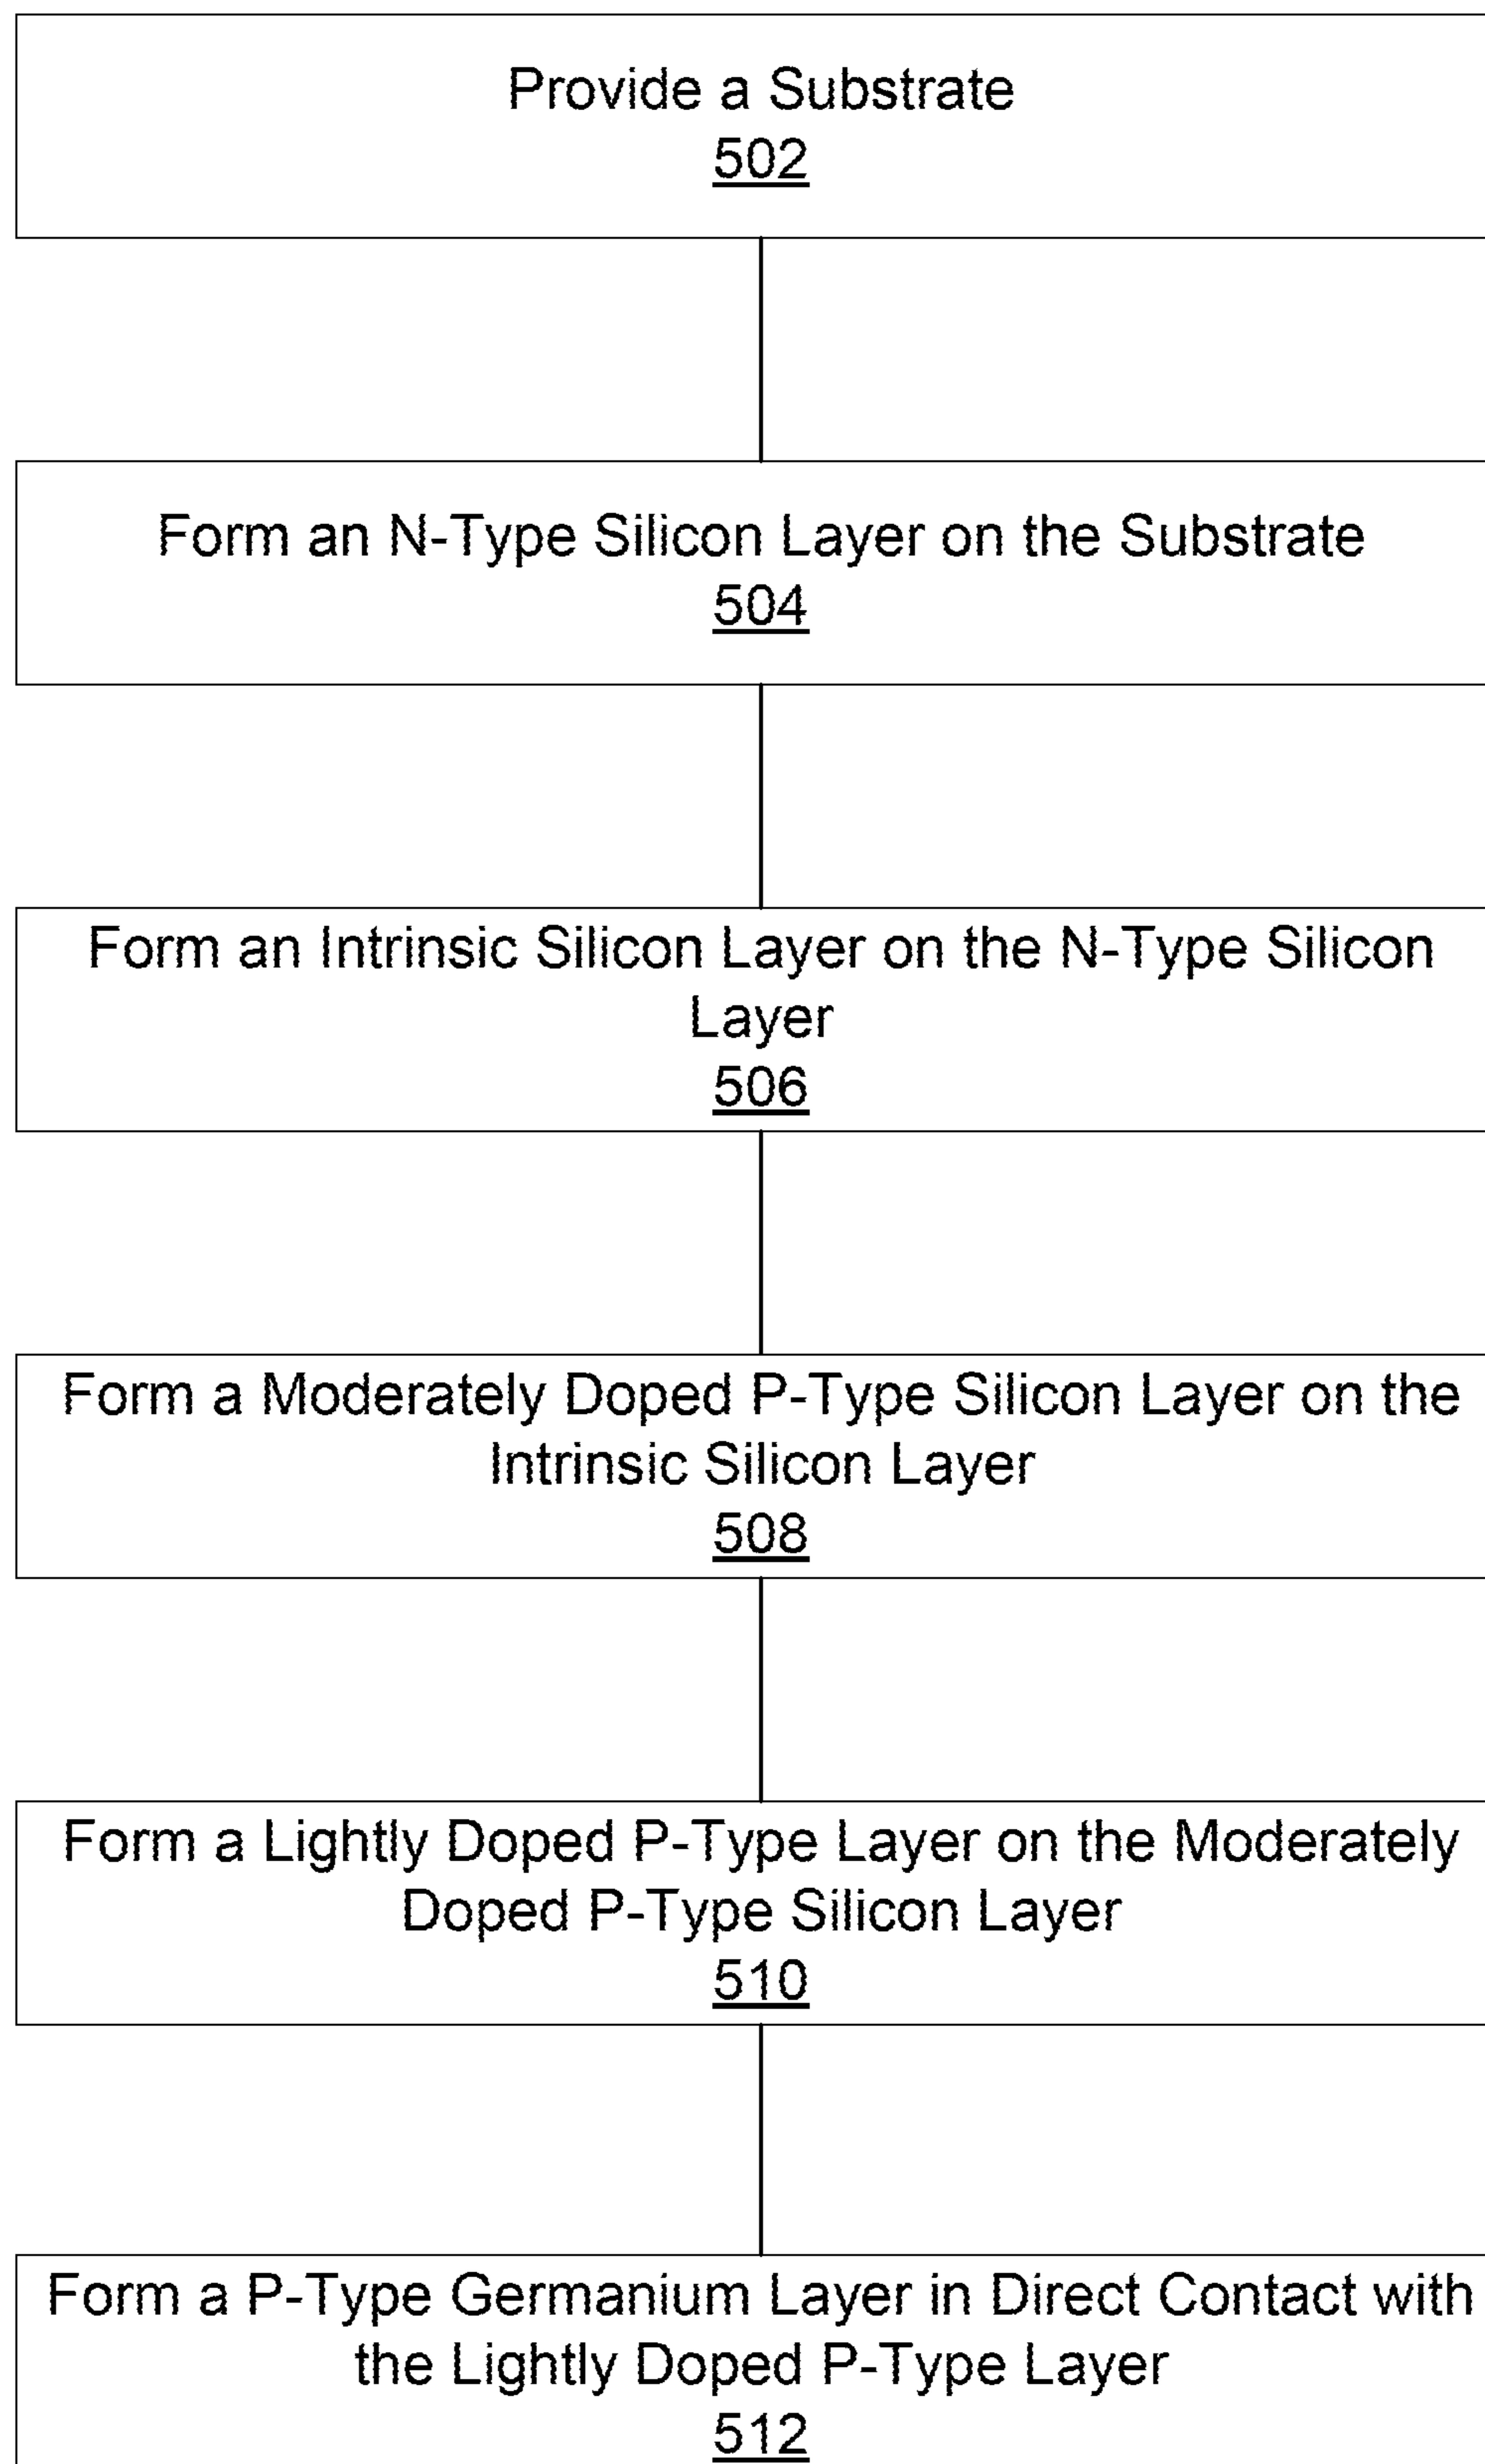 Provide a Substrate
502
Form an N-Type Silicon Layer on the Substrate
504
Form an Intrinsic Silicon Layer on the N-Type Silicon
Layer
506
Form a Moderately Doped P-Type Silicon Layer on the
Intrinsic Silicon Layer
508
Form a Lightly Doped P-Type Layer on the Moderately
Doped P-Type Silicon Layer
510
Form a P-Type Germanium Layer in Direct Contact with
the Lightly Doped P-Type Layer
512